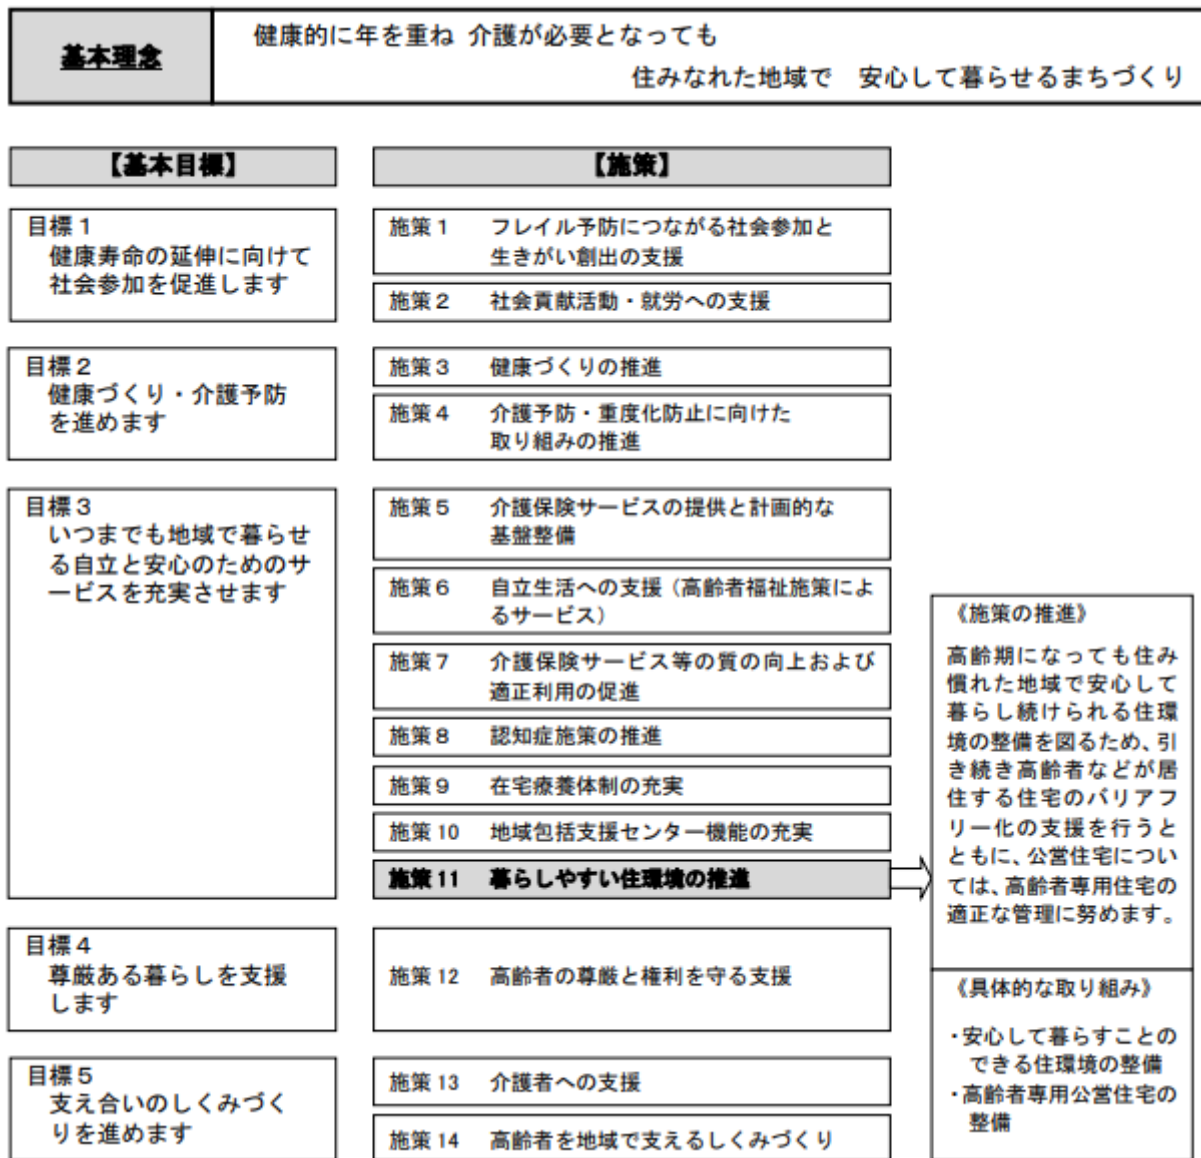 基本理念
健康的に年を重ね 介護が必要となっても
住みなれた地域で 安心して暮らせるまちづくり
【基本目標】
【施策】
目標1
健康寿命の延伸に向けて
社会参加を促進します
施策1 フレイル予防につながる社会参加と
生きがい創出の支援
施策2 社会貢献活動・就労への支援
目標2
健康づくり・介護予防
を進めます
施策3 健康づくりの推進
施策4 介護予防・重度化防止に向けた
取り組みの推進
目標3
いつまでも地域で暮らせ
る自立と安心のためのサ
ービスを充実させます
施策5 介護保険サービスの提供と計画的な
基盤整備
施策6 自立生活への支援（高齢者福祉施策によ
るサービス）
施策7 介護保険サービス等の質の向上および
適正利用の促進
施策8 認知症施策の推進
施策9 在宅療養体制の充実
施策10 地域包括支援センター機能の充実
施策11 暮らしやすい住環境の推進
《施策の推進》
高齢期になっても住み
慣れた地域で安心して
暮らし続けられる住環
境の整備を図るため、引
き続き高齢者などが居
住する住宅のバリアフ
リー化の支援を行うと
ともに、公営住宅につい
ては、高齢者専用住宅の
適正な管理に努めます。
《具体的な取り組み》
・安心して暮らすことの
できる住環境の整備
・高齢者専用公営住宅の
整備
目標4
尊厳ある暮らしを支援
します
施策12 高齢者の尊厳と権利を守る支援
目標5
支え合いのしくみづく
りを進めます
施策13 介護者への支援
施策14 高齢者を地域で支えるしくみづくり